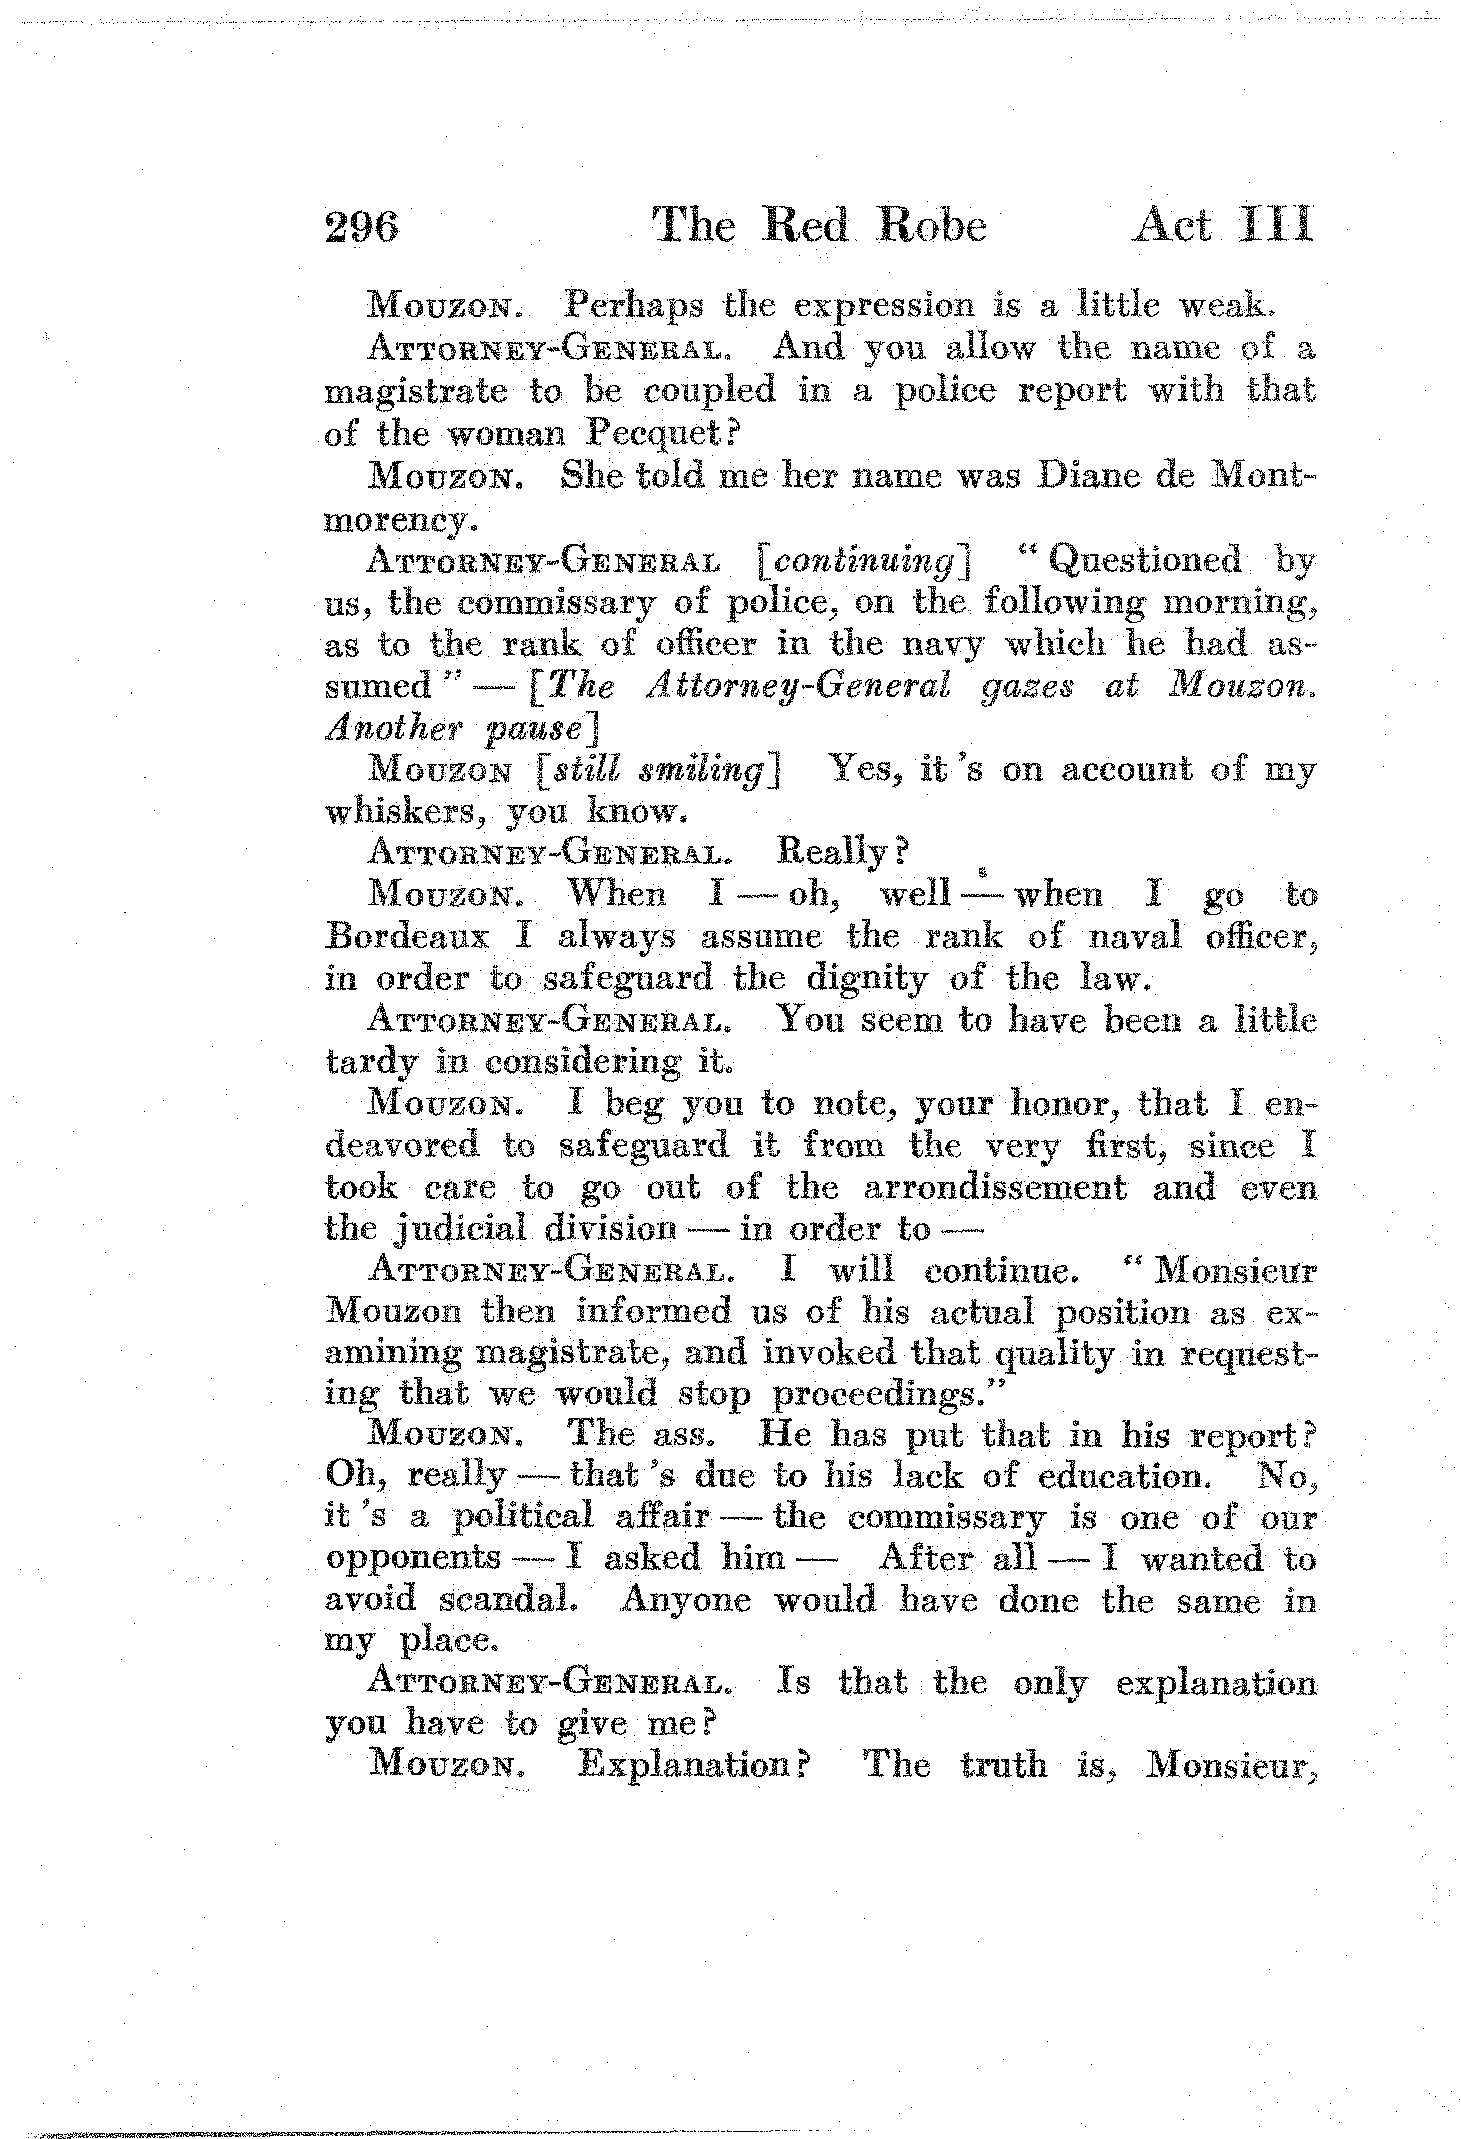 296 The Red Robe Act III
Mouzon. Perhaps the expression is a little weak.
Attorney-General. And you allow the name of a
magistrate to be coupled in a police report with that
of the woman Pecquet?
Mouzon. She told me her name was Diane de Mont-
morency.
Attorney-General [continuing] “Questioned by
us, the commissary of police, on the following morning,
as to the rank of officer in the navy which he had as-
sumed” — [The Attorney-General gazes at Mouzon.
Another pause]
Mouzon [still smiling] Yes, it's on account of my
whiskers, you know.
Attorney-General. Really?
Mouzon. When I — oh, well — when I go to
Bordeaux I always assume the rank of naval officer,
in order to safeguard the dignity of the law.
Attorney-General. You seem to have been a little
tardy in considering it.
Mouzon. I beg you to note, your honor, that I en-
deavored to safeguard it from the very first, since I
took care to go out of the arrondissement and even
the judicial division — in order to —
Attorney-General. I will continue. “Monsieur
Mouzon then informed us of his actual position as ex-
amining magistrate, and invoked that quality in request-
ing that we would stop proceedings.”
Mouzon. The ass. He has put that in his report?
Oh, really — that's due to his lack of education. No,
it's a political affair — the commissary is one of our
opponents — I asked him — After all — I wanted to
avoid scandal. Anyone would have done the same in
my place.
Attorney-General. Is that the only explanation
you have to give me?
Mouzon. Explanation? The truth is, Monsieur,